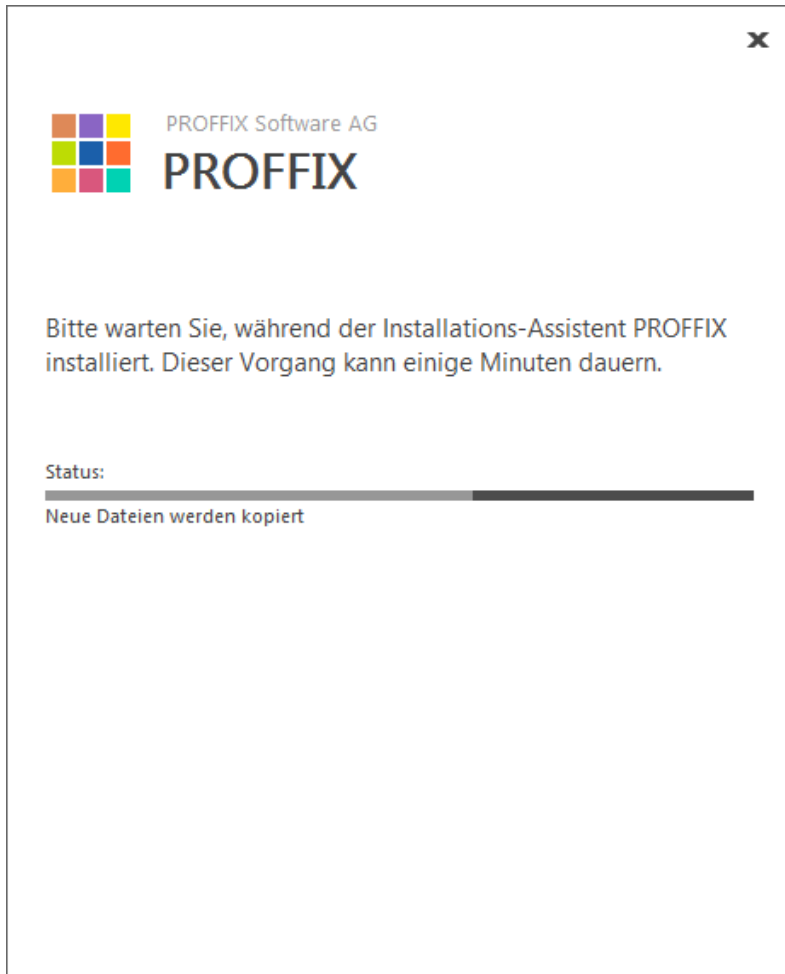 PROFFIX Software AG
PROFFIX
Bitte warten Sie, während der Installations-Assistent PROFFIX
installiert. Dieser Vorgang kann einige Minuten dauern.
Status:
Neue Dateien werden kopiert